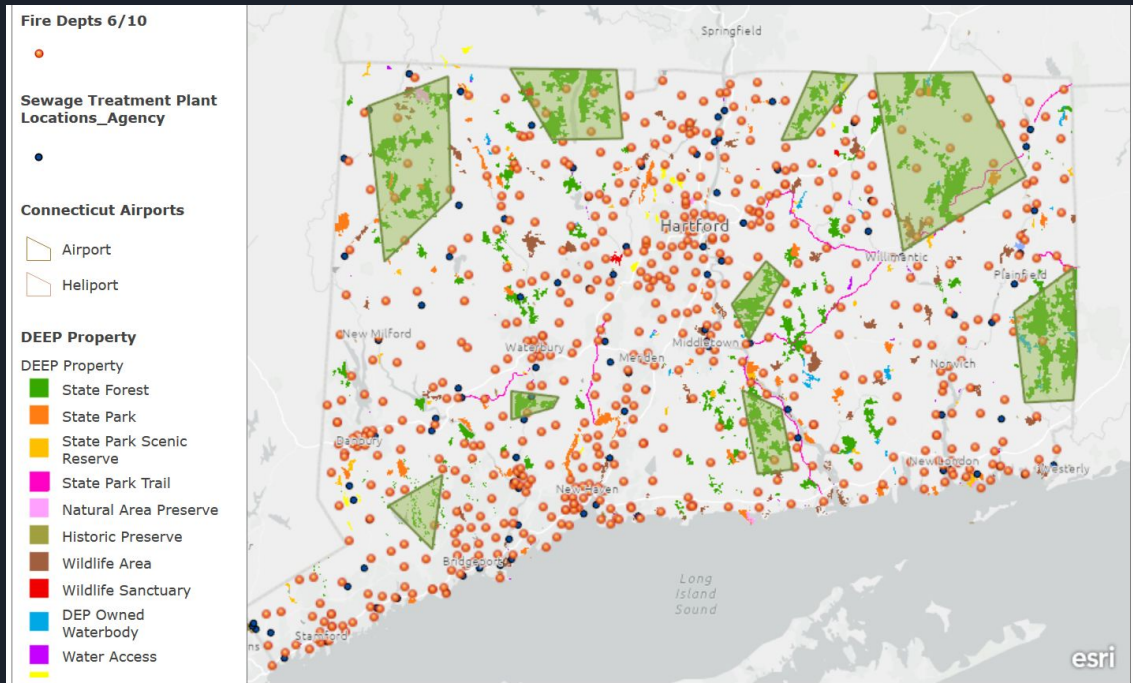 Fire Depts 6/10
Sewage Treatment Plant
Locations_Agency
Connecticut Airports
Airport
Heliport
DEEP Property
DEEP Property
State Forest
State Park
State Park Scenic
Reserve
State Park Trail
Natural Area Preserve
Historic Preserve
Wildlife Area
Wildlife Sanctuary
DEP Owned
Waterbody
Water Access
Springfield
Hartford
Willimantic
Plainfield
New Milford
Waterbury
Meriden
Middletown
Norwich
Danbury
New London
Westerly
New Haven
Bridgeport
Long
Island
Sound
Stamford
ns
esri